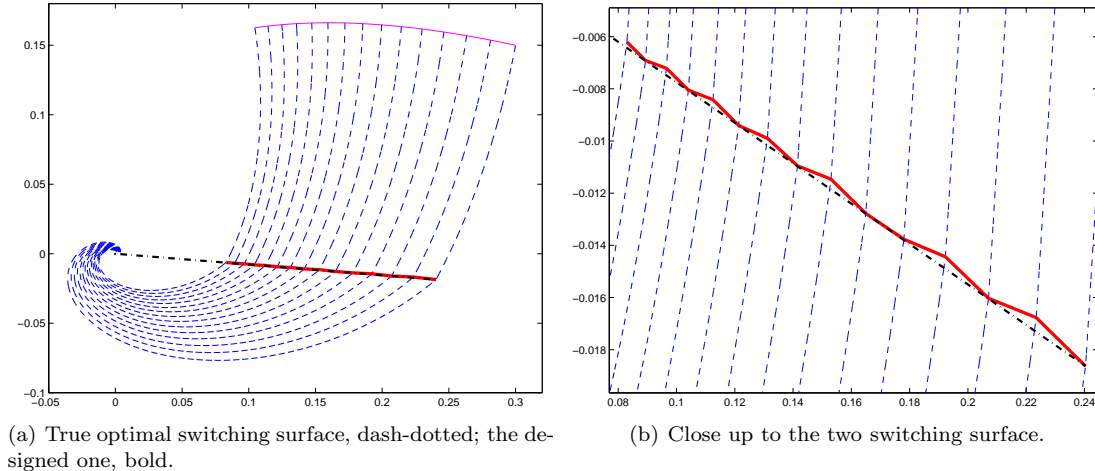 0.15
0.1
0.05
0
−0.05
−0.1
−0.05 0 0.05 0.1 0.15 0.2 0.25 0.3
(a) True optimal switching surface, dash-dotted; the de-
signed one, bold.
−0.006
−0.008
−0.01
−0.012
−0.014
−0.016
−0.018
0.08 0.1 0.12 0.14 0.16 0.18 0.2 0.22 0.24
(b) Close up to the two switching surface.